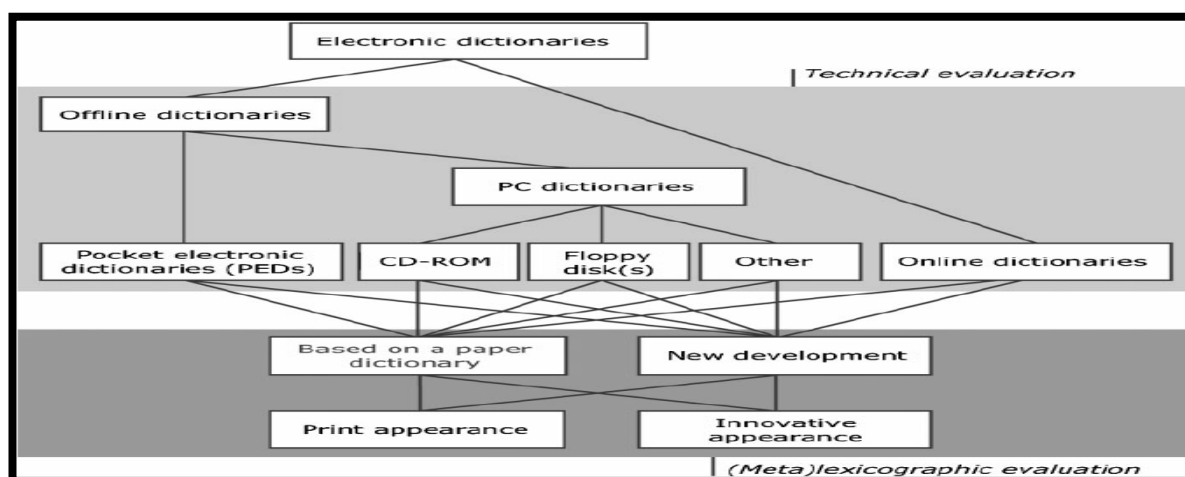 Electronic dictionaries
Technical evaluation
Offline dictionaries
PC dictionaries
Pocket electronic
dictionaries (PEDs)
CD-ROM
Floppy
disk(s)
Other
Online dictionaries
Based on a paper
dictionary
New development
Print appearance
Innovative
appearance
(Meta)lexicographic evaluation